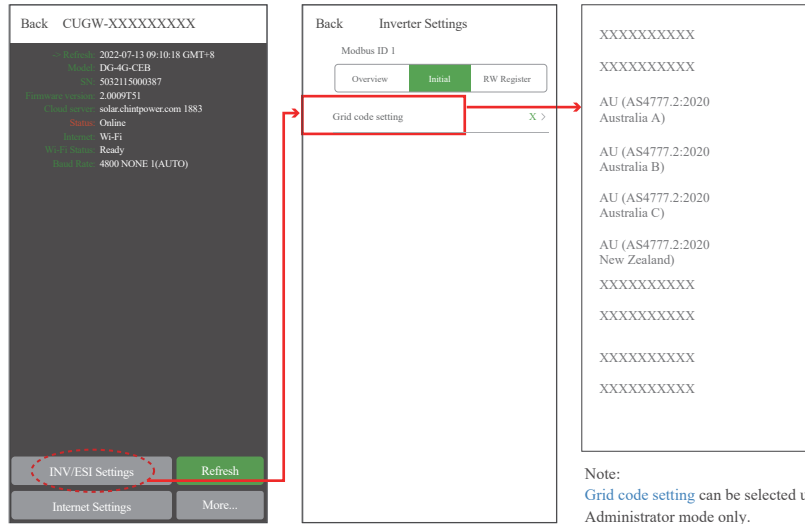 Back CUGW-XXXXXXXXX
-> Refresh: 2022-07-13 09:10:18 GMT+8
Model: DG-4G-CEB
SN: 5032115000387
Firmware version: 2.0009T51
Cloud server: solar.chintpower.com 1883
Status: Online
Internet: Wi-Fi
Wi-Fi Status: Ready
Baud Rate: 4800 NONE 1(AUTO)
INV/ESI Settings Refresh
Internet Settings More...
Back Inverter Settings
Modbus ID 1
Overview Initial RW Register
Grid code setting X >
XXXXXXXXXX
XXXXXXXXXX
AU (AS4777.2:2020
Australia A)
AU (AS4777.2:2020
Australia B)
AU (AS4777.2:2020
Australia C)
AU (AS4777.2:2020
New Zealand)
XXXXXXXXXX
XXXXXXXXXX
XXXXXXXXXX
XXXXXXXXXX
Note:
Grid code setting can be selected
Administrator mode only.